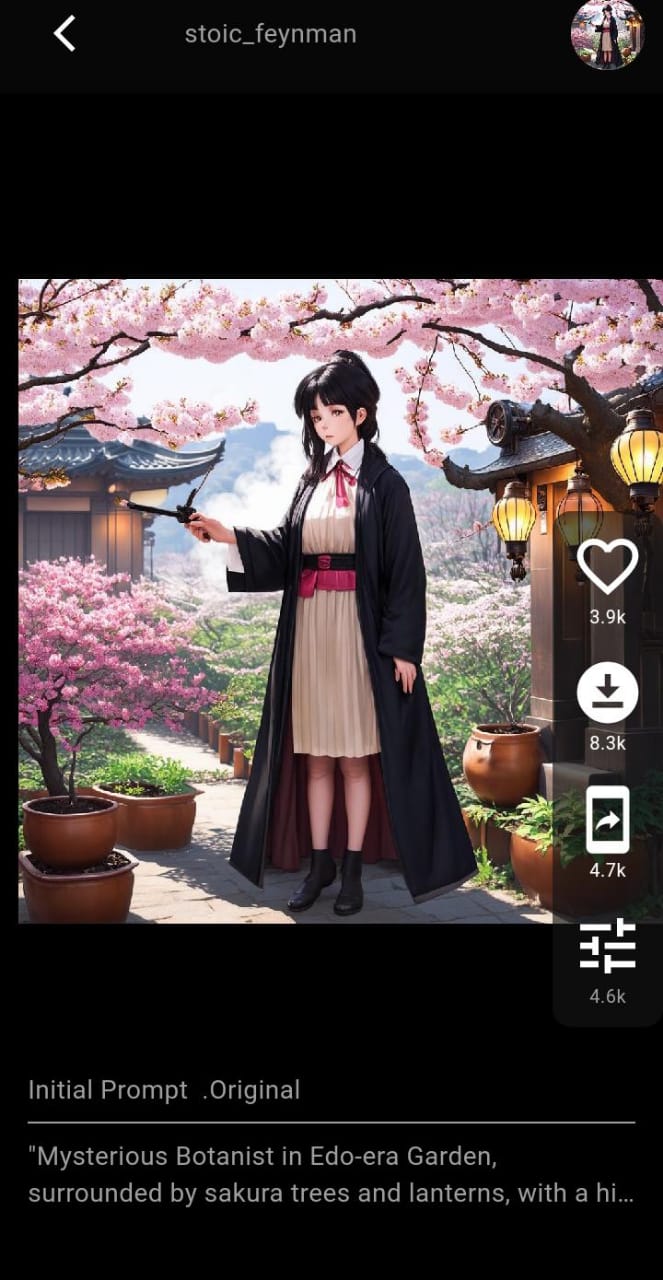 stoic_feynman
3.9k
8.3k
4.7k
4.6k
Initial Prompt .Original
"Mysterious Botanist in Edo-era Garden,
surrounded by sakura trees and lanterns, with a hi...